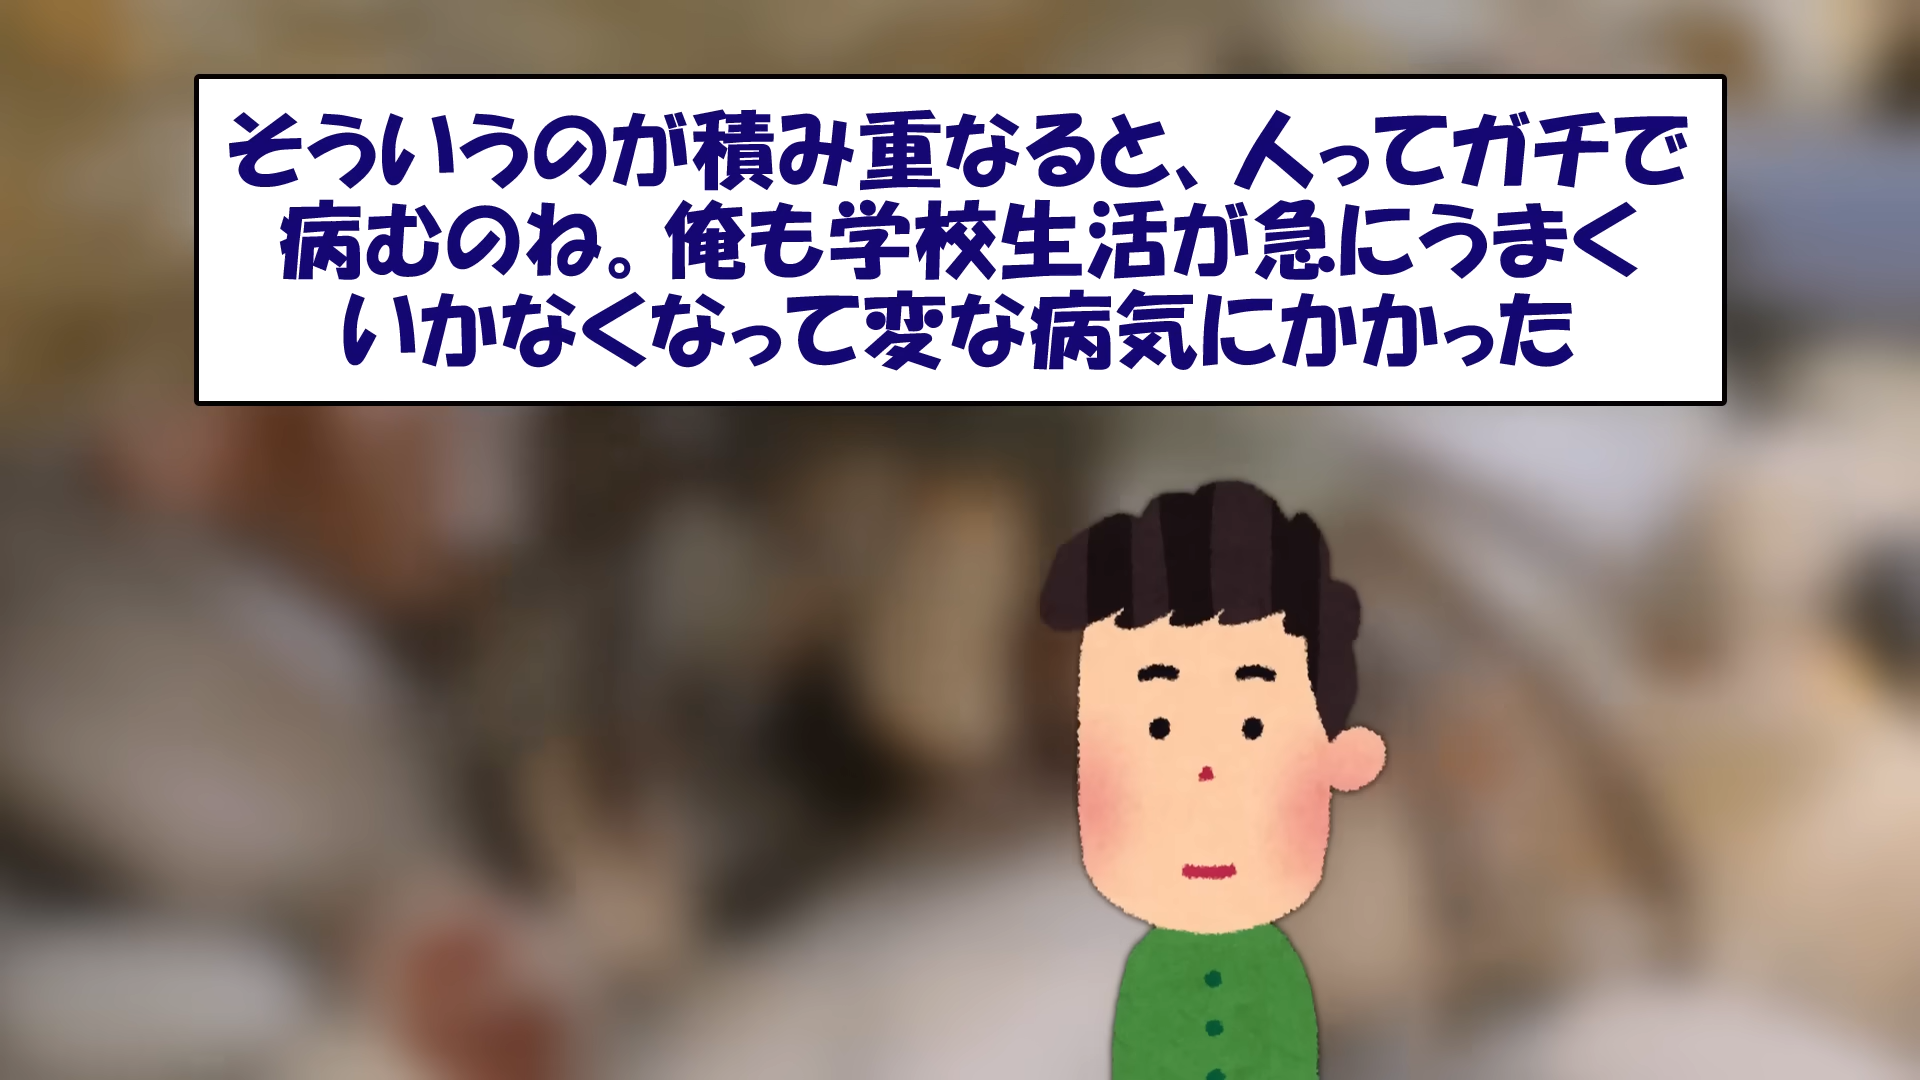 そういうのが積み重なると、人ってガチで
病むのね。俺も学校生活が急にうまく
いかなくなって変な病気にかかった